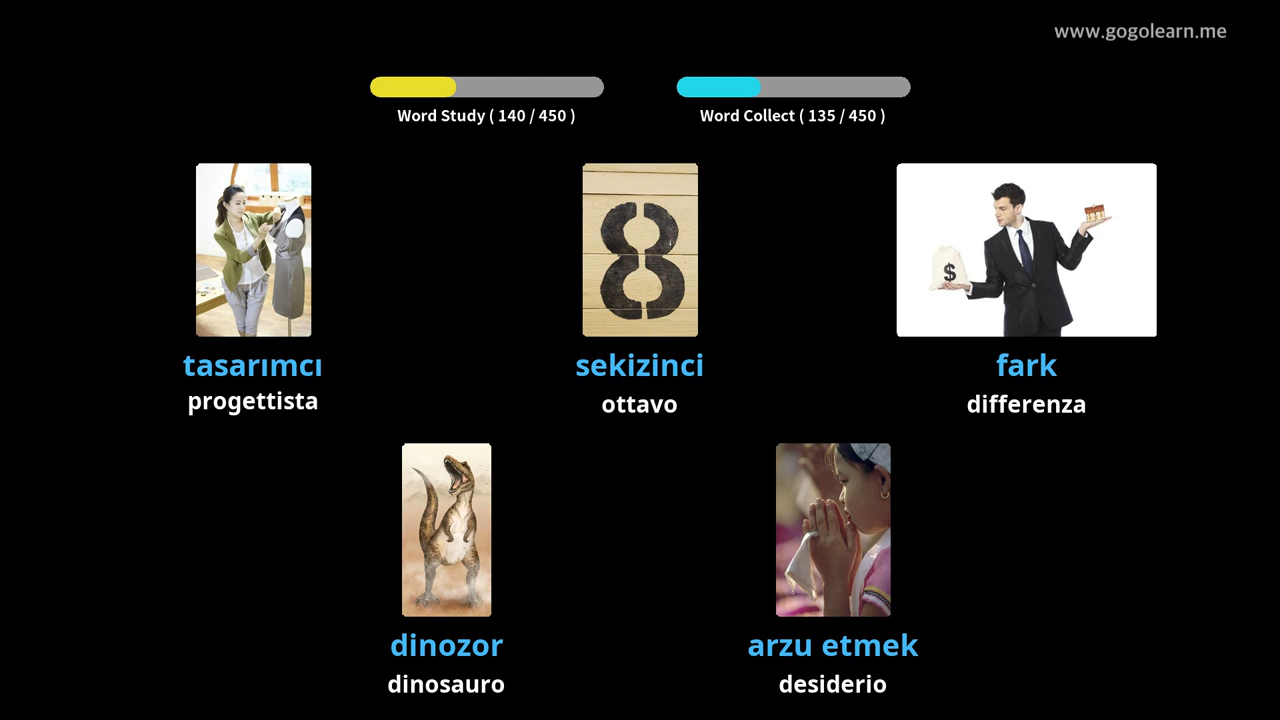 www.gogolearn.me
Word Study ( 140 / 450 )
Word Collect ( 135 / 450 )
8
$
tasarımcı
progettista
sekizinci
ottavo
fark
differenza
dinozor
dinosauro
arzu etmek
desiderio